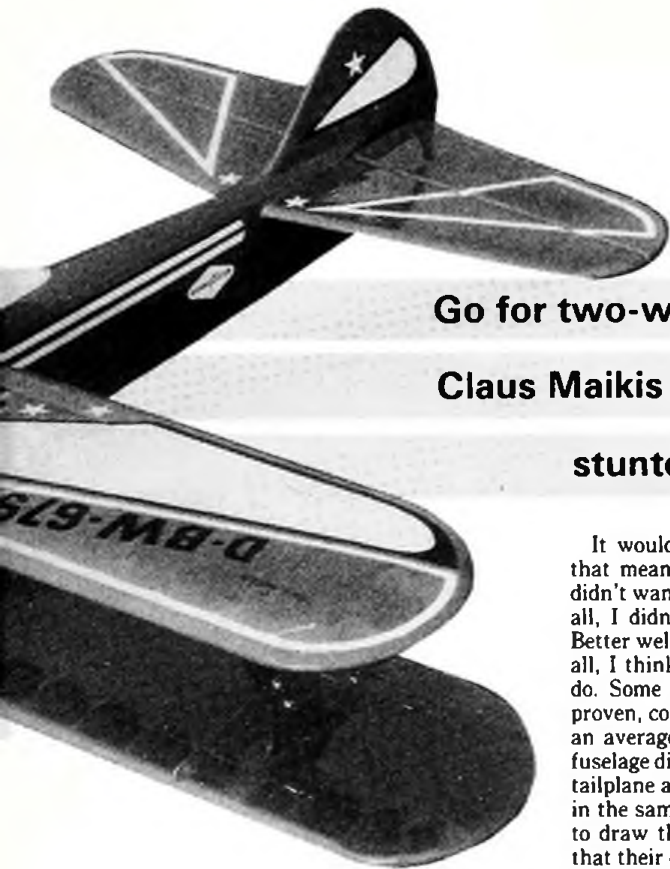 Go for two-w
Claus Maikis
stunte
D-BW-679
It would
that mean
didn't wan
all, I didn
Better wel
all, I think
do. Some
proven, co
an average
fuselage di
tailplane a
in the sam
to draw th
that their